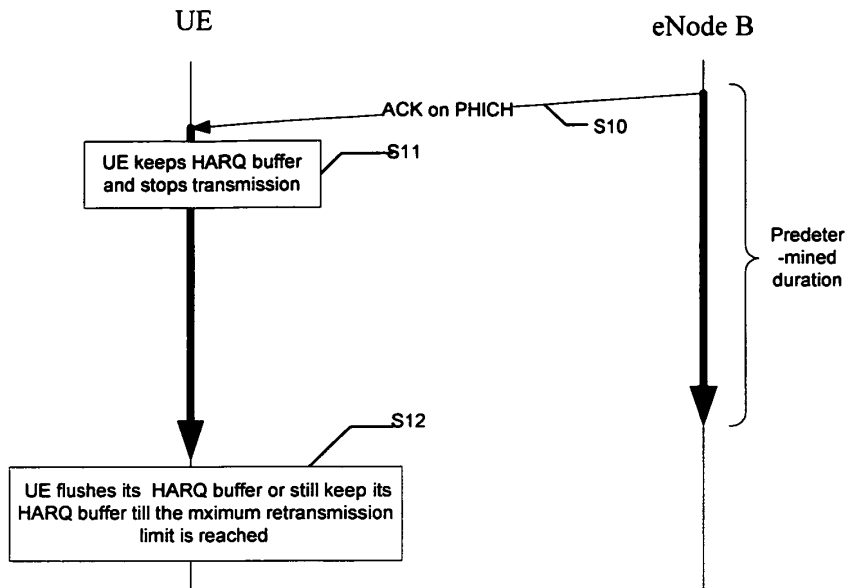 UE
eNode B
ACK on PHICH
S10
UE keeps HARQ buffer
and stops transmission
S11
Predeter
-mined
duration
S12
UE flushes its HARQ buffer or still keep its
HARQ buffer till the mximum retransmission
limit is reached